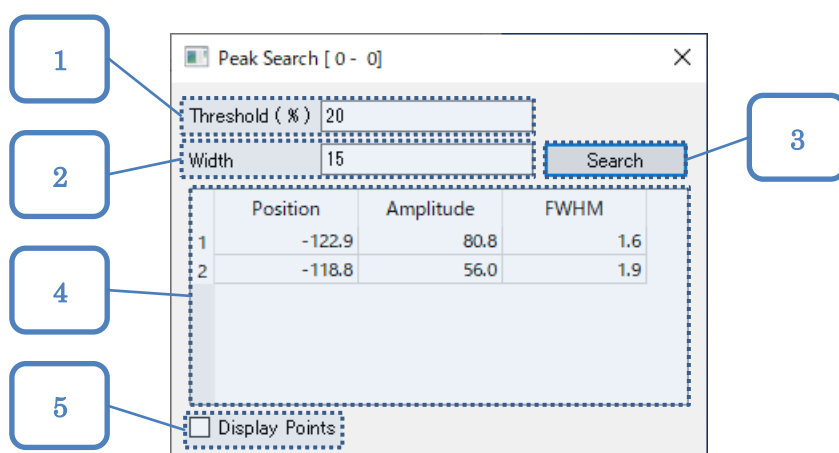 1
Peak Search [ 0 - 0]
Threshold ( % ) 20
2
Width 15 Search
3
Position Amplitude FWHM
1 -122.9 80.8 1.6
2 -118.8 56.0 1.9
4
5
Display Points